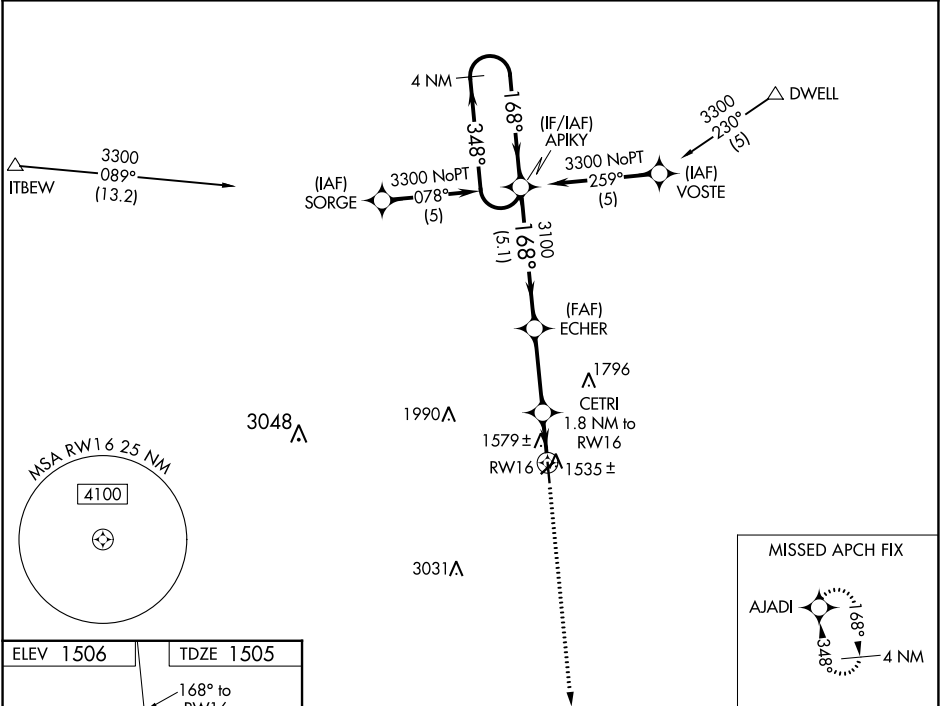 4 NM
168°
348°
(IF/IAF)
APIKY
DWELL
3300
230°
(5)
ITBEW
3300
089°
(13.2)
(IAF)
SORGE
3300 NoPT
078°
(5)
3300 NoPT
259°
(5)
(IAF)
VOSTE
3100
168°
(5.1)
(FAF)
ECHER
1796
CETRI
1.8 NM to
RW16
1990
3048
1579 ±
RW16
1535 ±
MSA RW16 25 NM
4100
3031
MISSED APCH FIX
AJADI
168°
348°
4 NM
ELEV 1506
TDZE 1505
168° to
RW16